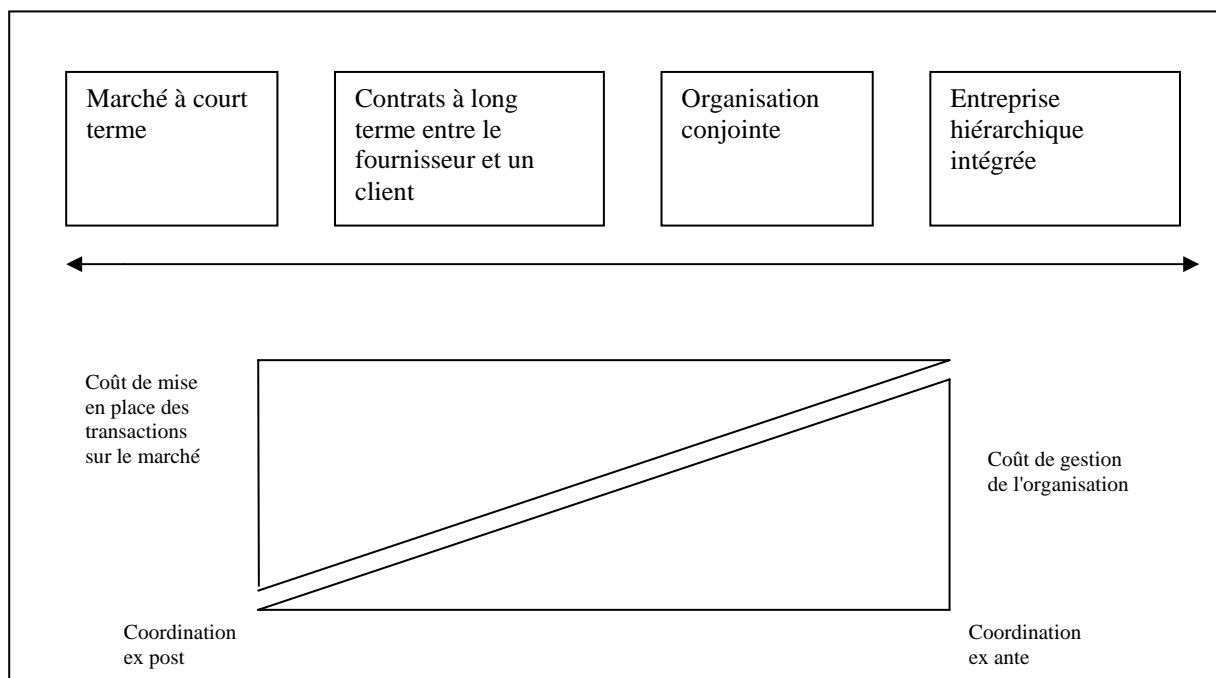 Marché à court
terme
Contrats à long
terme entre le
fournisseur et un
client
Organisation
conjointe
Entreprise
hiérarchique
intégrée
Coût de mise
en place des
transactions
sur le marché
Coût de gestion
de l'organisation
Coordination
ex post
Coordination
ex ante